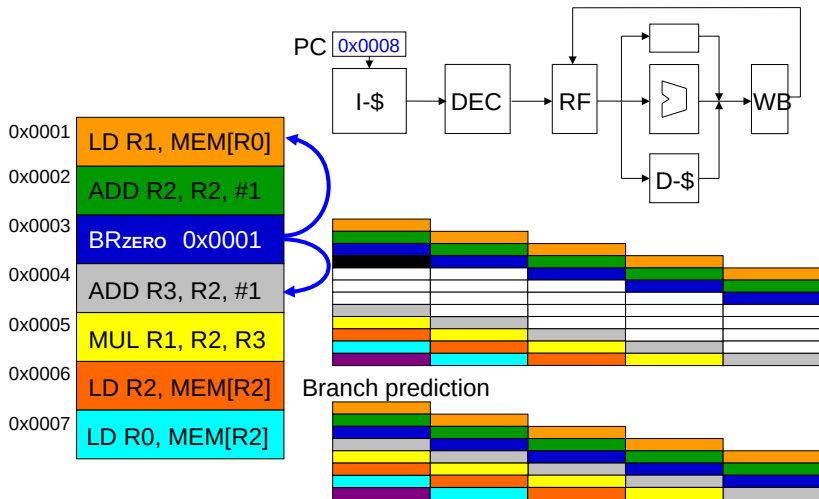 PC 0x0008
I-$ DEC RF WB
D-$
0x0001
LD R1, MEM[R0]
0x0002
ADD R2, R2, #1
0x0003
BRZERO 0x0001
0x0004
ADD R3, R2, #1
0x0005
MUL R1, R2, R3
0x0006
LD R2, MEM[R2]
0x0007
LD R0, MEM[R2]
Branch prediction